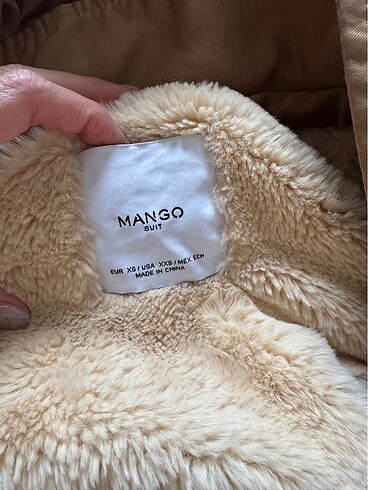 MANGO
SUIT
EUR XS / USA XXS / MEX ECH
MADE IN CHINA